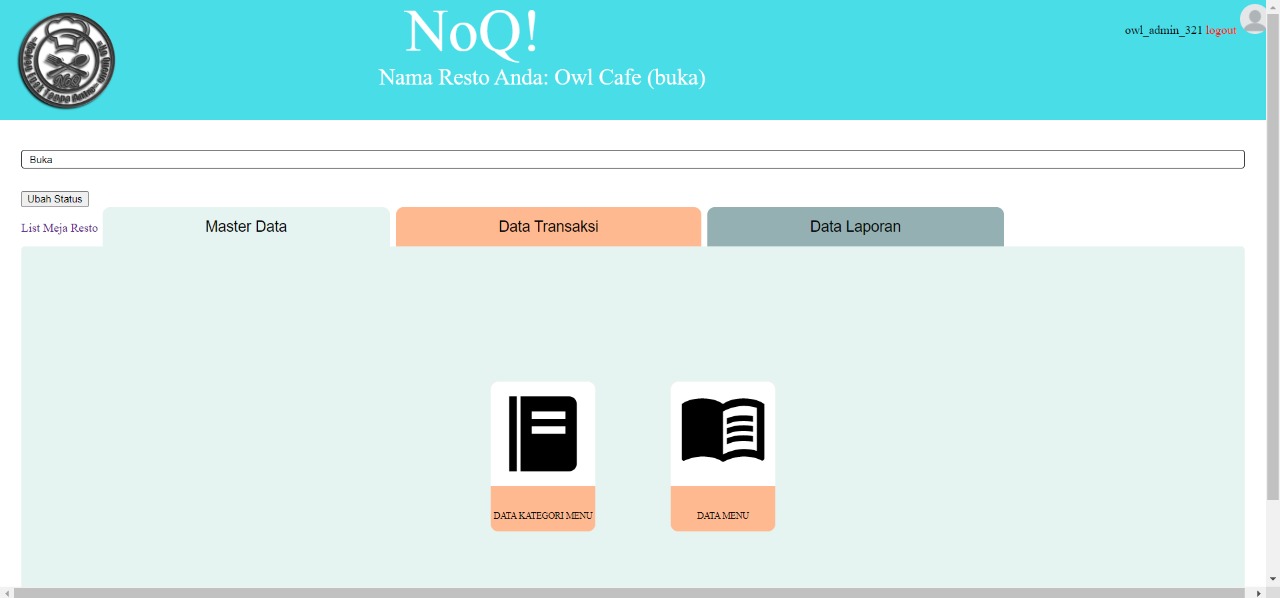 NoQ!
Nama Resto Anda: Owl Cafe (buka)
owl_admin_321 logout
Buka
Ubah Status
List Meja Resto
Master Data
Data Transaksi
Data Laporan
DATA KATEGORI MENU
DATA MENU